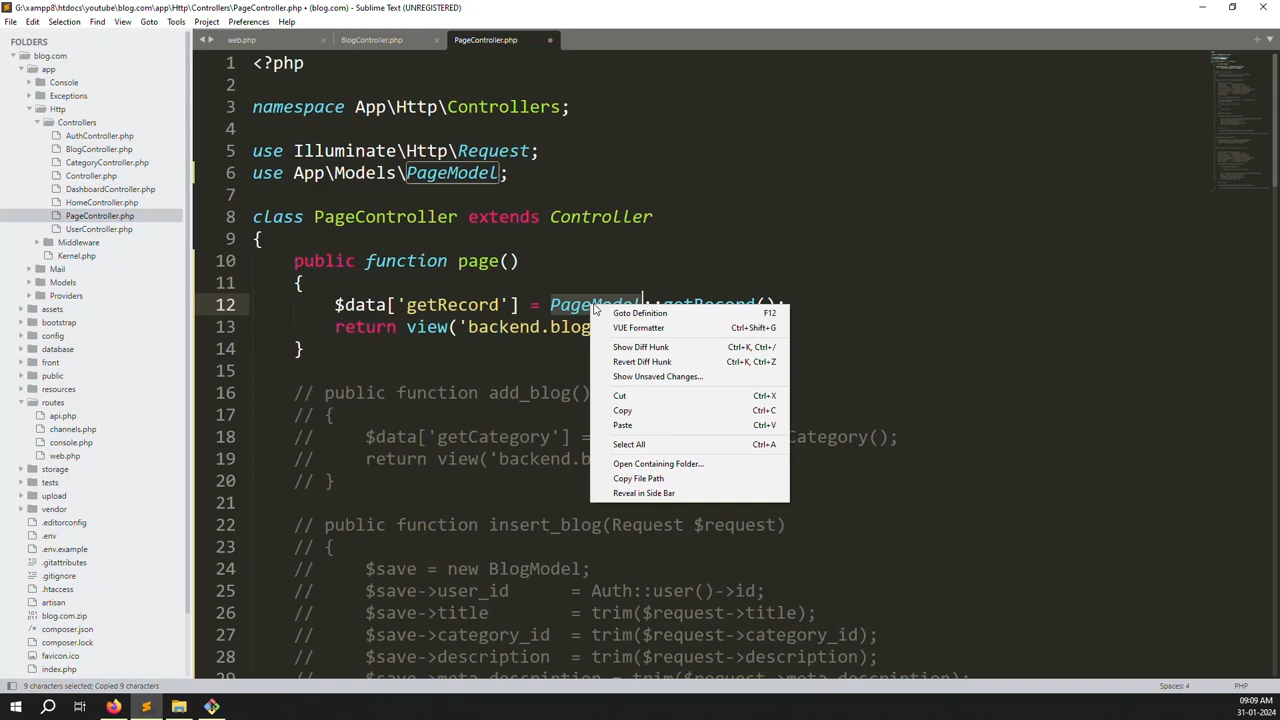 G:\xampp8\htdocs\youtube\blog.com\app\Http\Controllers\PageController.php • (blog.com) - Sublime Text (UNREGISTERED)
File Edit Selection Find View Goto Tools Project Preferences Help
FOLDERS
blog.com
app
Console
Exceptions
Http
Controllers
AuthController.php
BlogController.php
CategoryController.php
Controller.php
DashboardController.php
HomeController.php
PageController.php
UserController.php
Middleware
Kernel.php
Mail
Models
Providers
assets
bootstrap
config
database
front
public
resources
routes
api.php
channels.php
console.php
web.php
storage
tests
upload
vendor
.editorconfig
.env
.env.example
.gitattributes
.gitignore
.htaccess
artisan
blog.com.zip
composer.json
composer.lock
favicon.ico
index.php
web.php BlogController.php PageController.php
1 <?php
2
3 namespace App\Http\Controllers;
4
5 use Illuminate\Http\Request;
6 use App\Models\PageModel;
7
8 class PageController extends Controller
9 {
10 public function page()
11 {
12 $data['getRecord'] = PageModel::getRecord();
13 return view('backend.blog
14 }
15
16 // public function add_blog()
17 // {
18 // $data['getCategory'] = Category();
19 // return view('backend.b
20 // }
21
22 // public function insert_blog(Request $request)
23 // {
24 // $save = new BlogModel;
25 // $save->user_id = Auth::user()->id;
26 // $save->title = trim($request->title);
27 // $save->category_id = trim($request->category_id);
28 // $save->description = trim($request->description);
29 // $save->meta_description = trim($request->meta_description);
Goto Definition F12
VUE Formatter Ctrl+Shift+G
Show Diff Hunk Ctrl+K, Ctrl+/
Revert Diff Hunk Ctrl+K, Ctrl+Z
Show Unsaved Changes...
Cut Ctrl+X
Copy Ctrl+C
Paste Ctrl+V
Select All Ctrl+A
Open Containing Folder...
Copy File Path
Reveal in Side Bar
9 characters selected; Copied 9 characters Spaces: 4 PHP
09:09 AM
31-01-2024